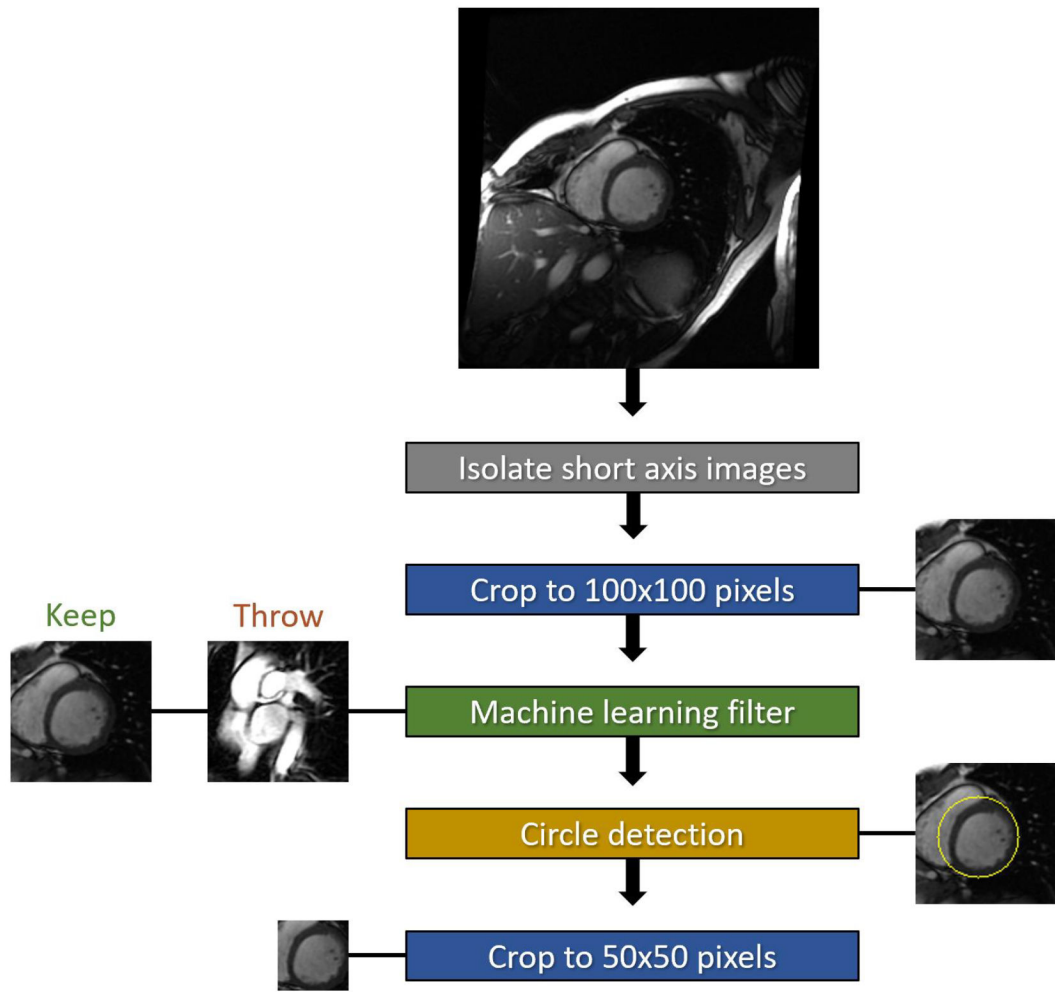 Isolate short axis images
Crop to 100x100 pixels
Keep
Throw
Machine learning filter
Circle detection
Crop to 50x50 pixels